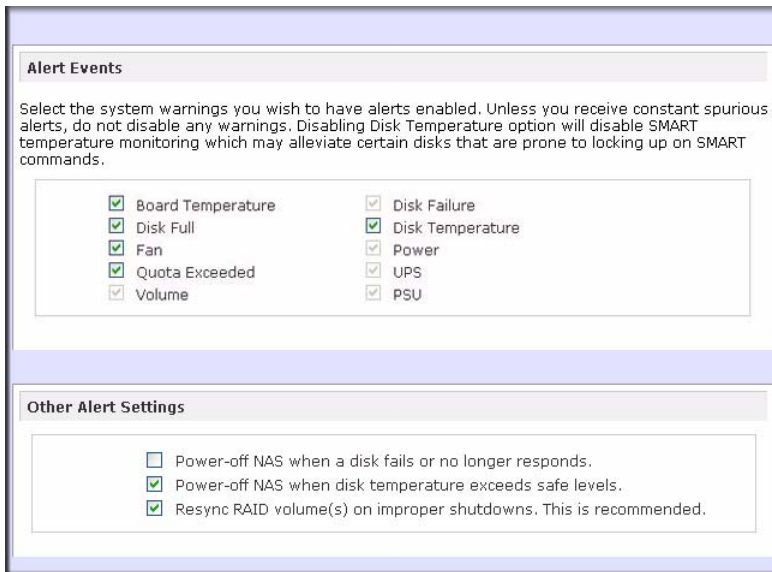 Alert Events
Select the system warnings you wish to have alerts enabled. Unless you receive constant spurious
alerts, do not disable any warnings. Disabling Disk Temperature option will disable SMART
temperature monitoring which may alleviate certain disks that are prone to locking up on SMART
commands.
Board Temperature
Disk Full
Fan
Quota Exceeded
Volume
Disk Failure
Disk Temperature
Power
UPS
PSU
Other Alert Settings
Power-off NAS when a disk fails or no longer responds.
Power-off NAS when disk temperature exceeds safe levels.
Resync RAID volume(s) on improper shutdowns. This is recommended.